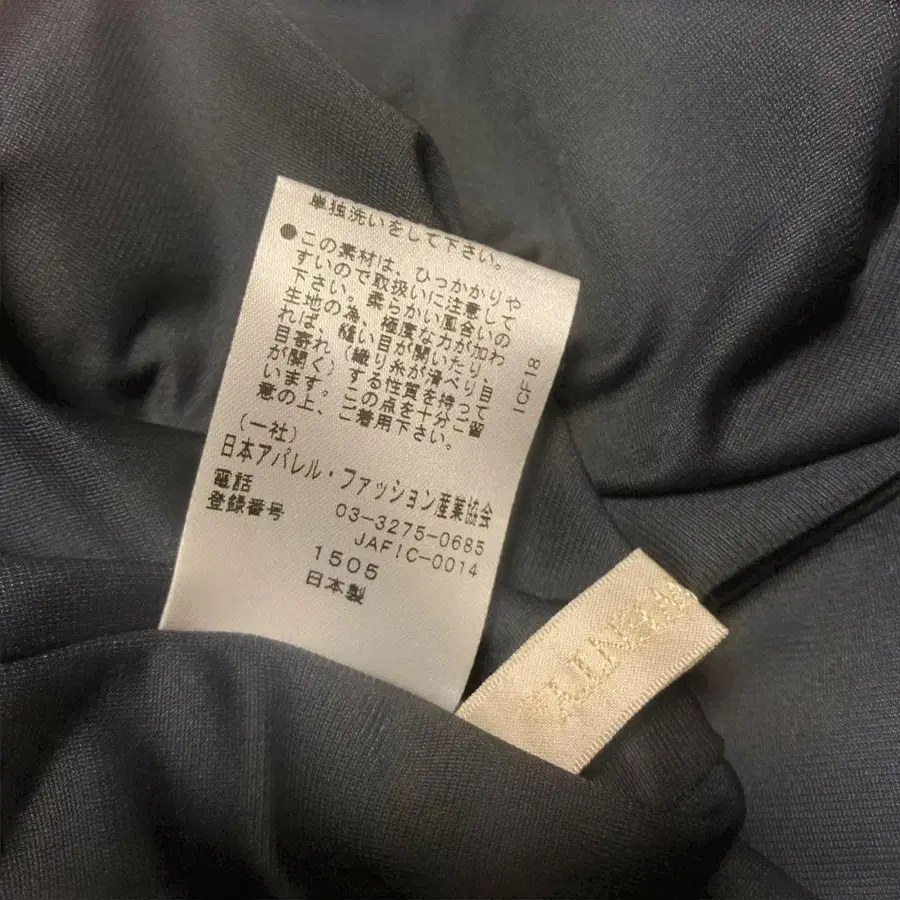 単独洗いをして下さい。
●この素材は、ひっかかりや
すいので取扱いに注意して
下さい。柔らかい風合いの
生地の為、極度な力が加わ
れば、縫い目が開いたり、目
目寄れ(織り糸が滑べり目て
が開く)する性質を持ってご
います。この点を十分ご留
意の上、ご着用下さい。
ICF18
(一社)
日本アパレル・ファッション産業協会
電話 03-3275-0685
登録番号 JAFIC-0014
1505
日本製